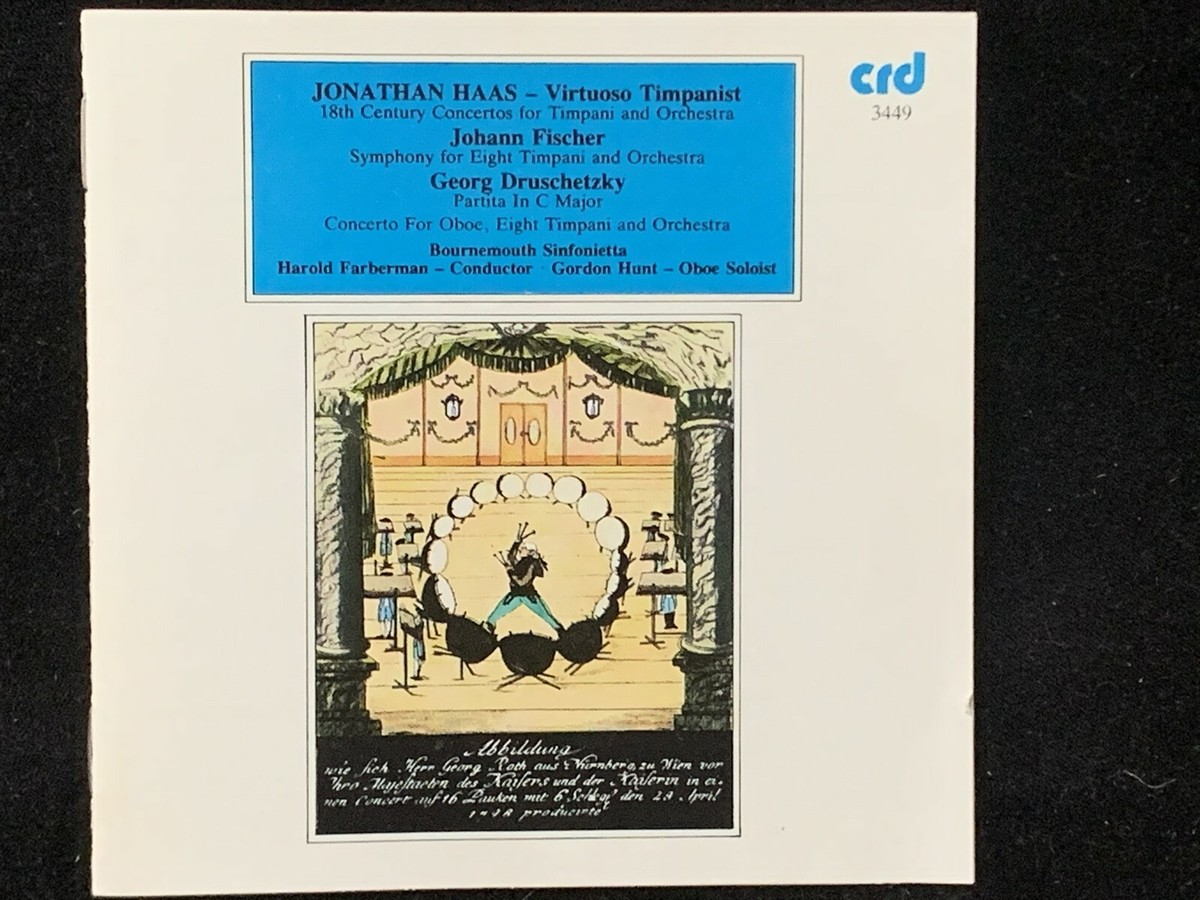 JONATHAN HAAS – Virtuoso Timpanist
18th Century Concertos for Timpani and Orchestra
Johann Fischer
Symphony for Eight Timpani and Orchestra
Georg Druschetzky
Partita In C Major
Concerto For Oboe, Eight Timpani and Orchestra
Bournemouth Sinfonietta
Harold Farberman – Conductor · Gordon Hunt – Oboe Soloist
crd
3449
Abbildung
wie sich Herr Georg Roth aus Nürnberg, zu Wien vor
Ihro Majestaeten des Kaisers und der Kaiserin in ei-
nen Concert auf 16 Pauken mit 6 den 28 April
producirte